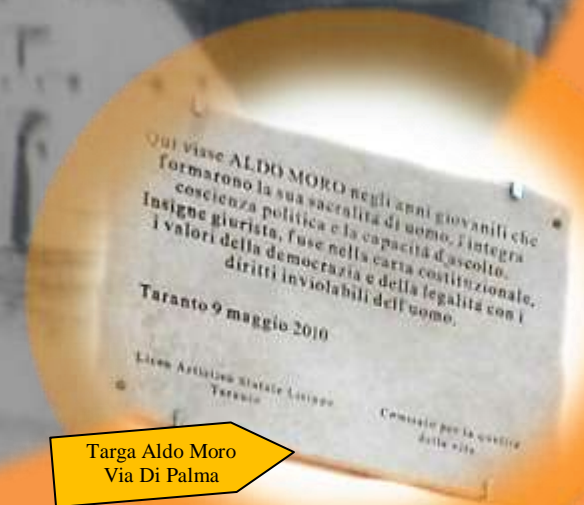 Qui visse ALDO MORO negli anni giovanili che
formarono la sua sacralità di uomo, l'integra
coscienza politica e la capacità d'ascolto.
Insigne giurista, fuse nella carta costituzionale,
i valori della democrazia e della legalità con i
diritti inviolabili dell'uomo.
Taranto 9 maggio 2010
Liceo Artistico Statale Lisippo
Taranto
Comitato per la qualità
della vita
Targa Aldo Moro
Via Di Palma